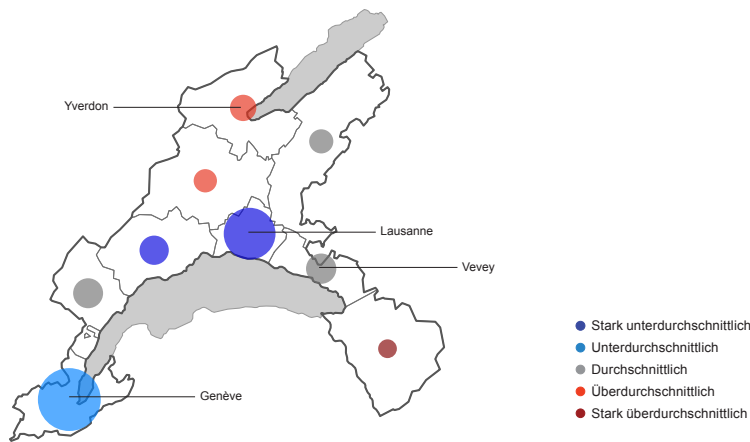 Yverdon
Lausanne
Vevey
Genève
Stark unterdurchschnittlich
Unterdurchschnittlich
Durchschnittlich
Überdurchschnittlich
Stark überdurchschnittlich